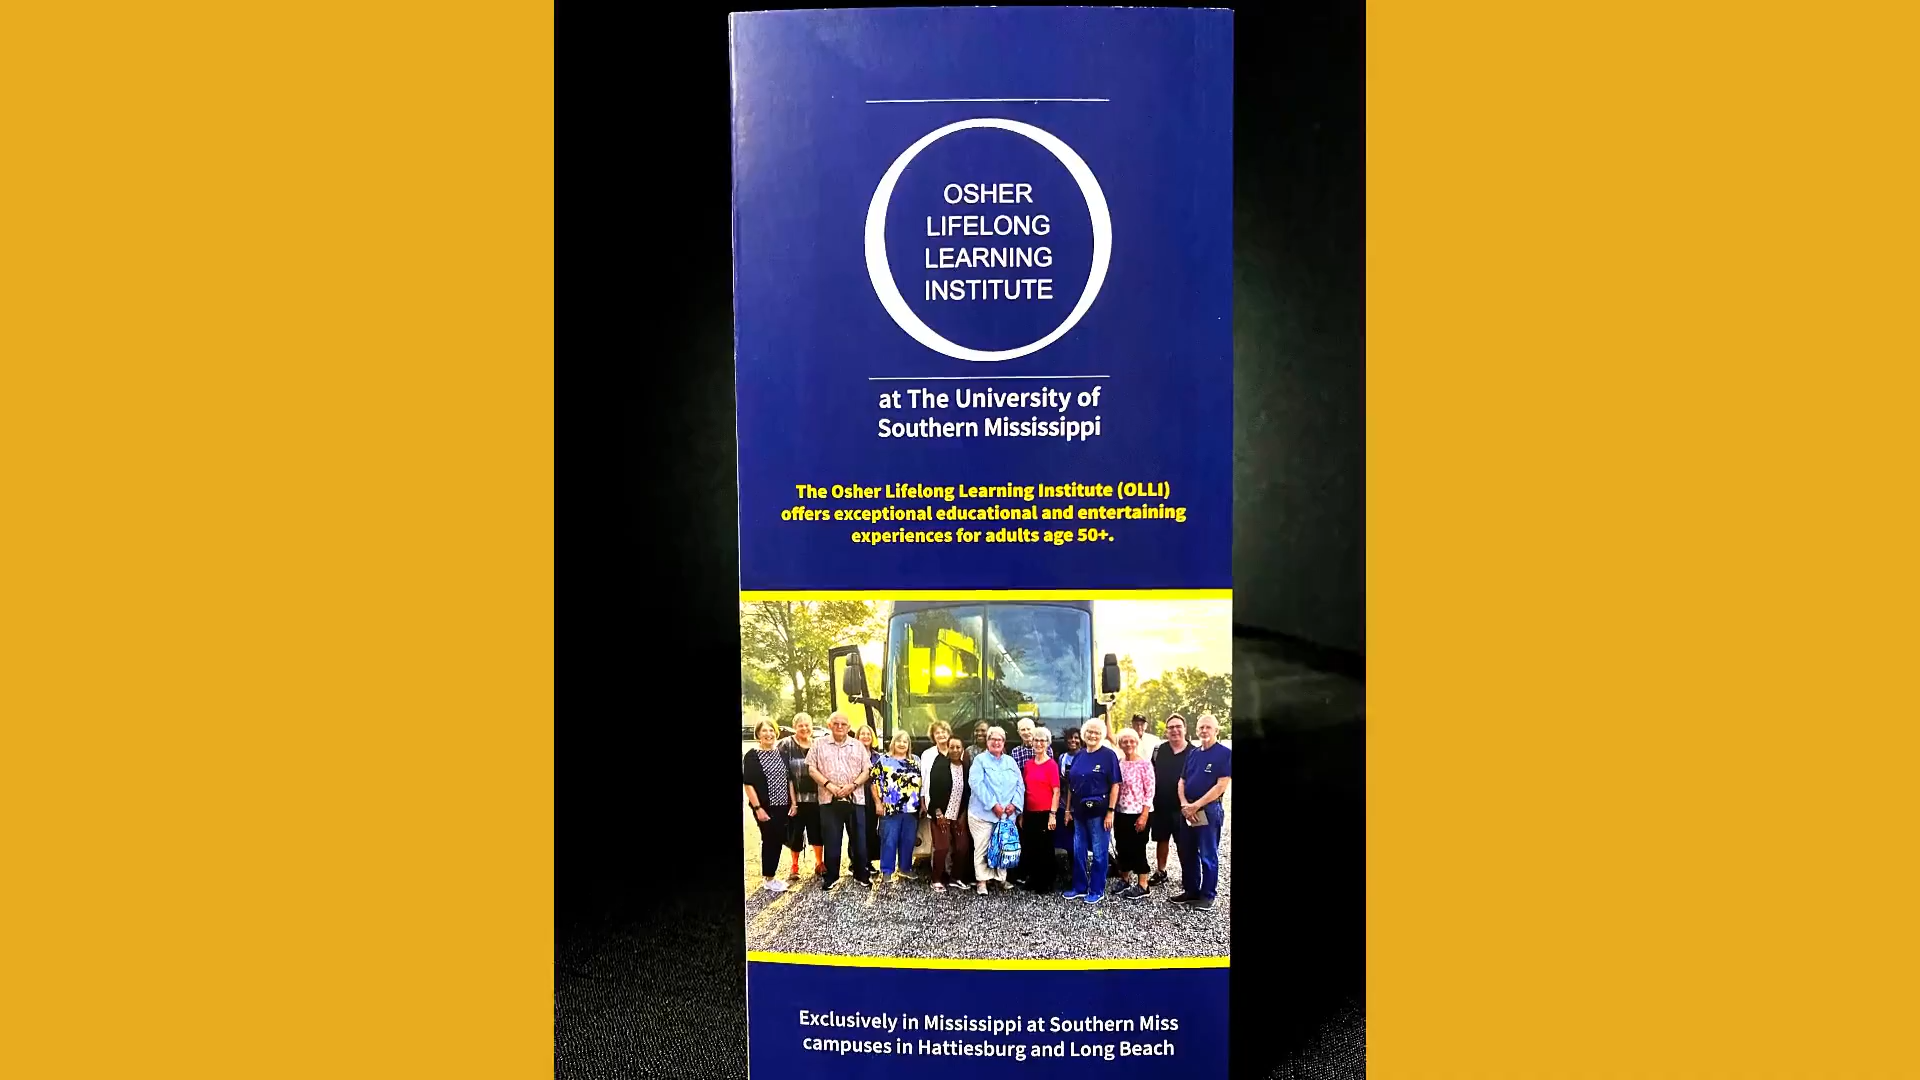 OSHER
LIFELONG
LEARNING
INSTITUTE
at The University of
Southern Mississippi
The Osher Lifelong Learning Institute (OLLI)
offers exceptional educational and entertaining
experiences for adults age 50+.
Exclusively in Mississippi at Southern Miss
campuses in Hattiesburg and Long Beach